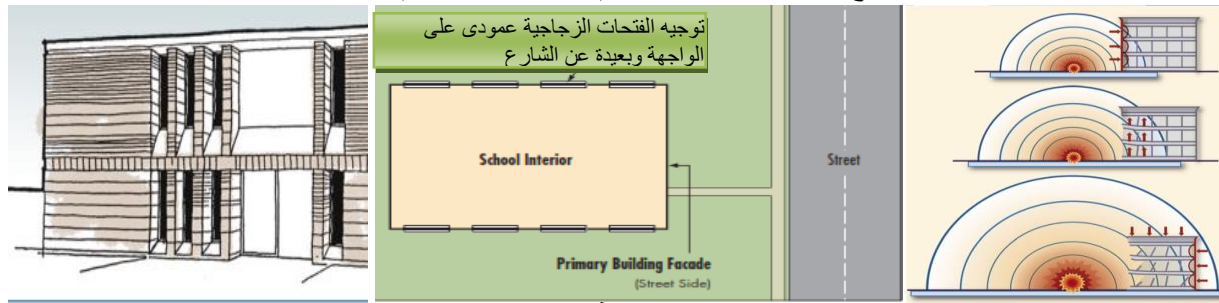 توجيه الفتحات الزجاجية عمودى على
الواجهة وبعيدة عن الشارع
School Interior
Street
Primary Building Facade
(Street Side)